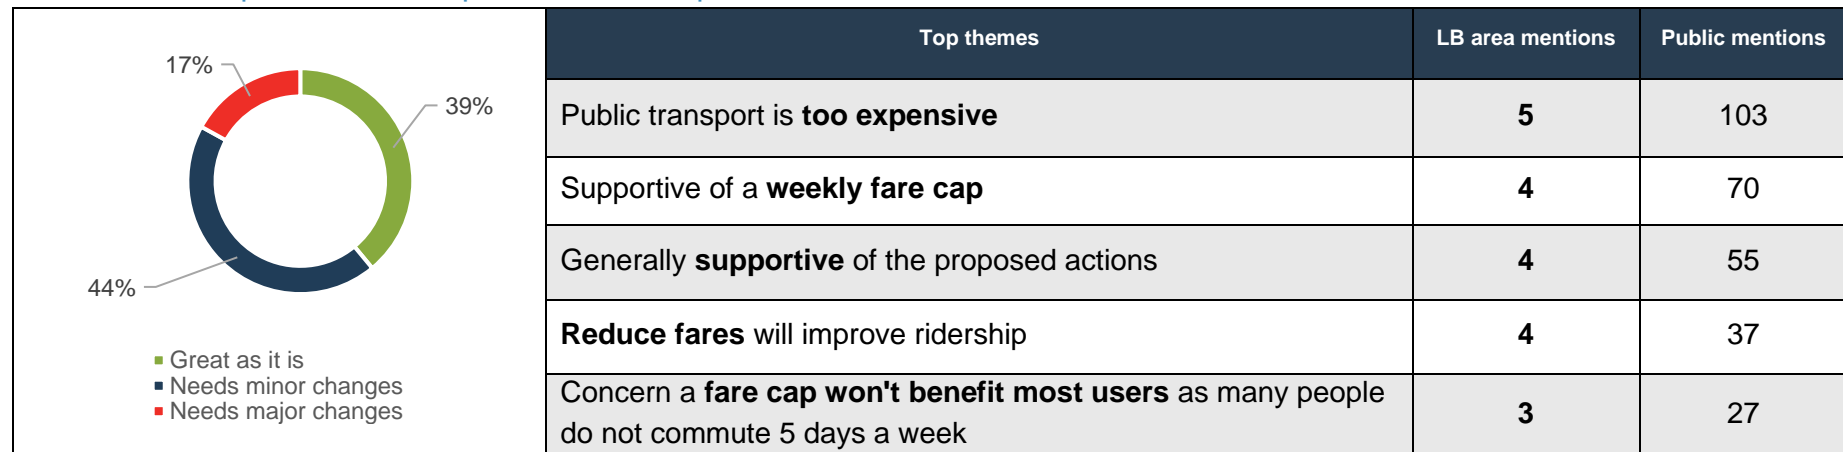 17%
39%
44%
Great as it is
Needs minor changes
Needs major changes
Top themes LB area mentions Public mentions
Public transport is too expensive 5 103
Supportive of a weekly fare cap 4 70
Generally supportive of the proposed actions 4 55
Reduce fares will improve ridership 4 37
Concern a fare cap won't benefit most users as many people
do not commute 5 days a week 3 27